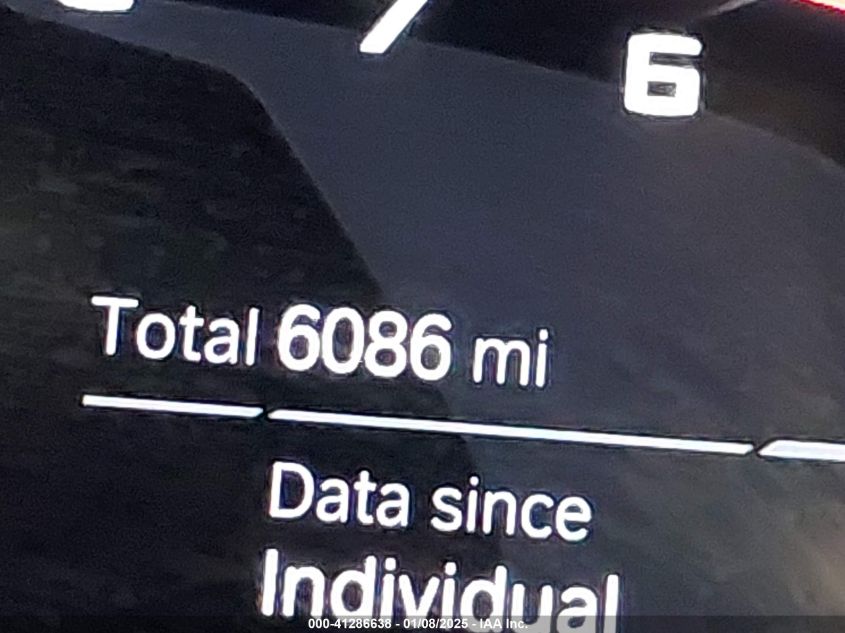 6
Total 6086 mi
Data since
Individual
000-41286638 - 01/08/2025 - IAA Inc.